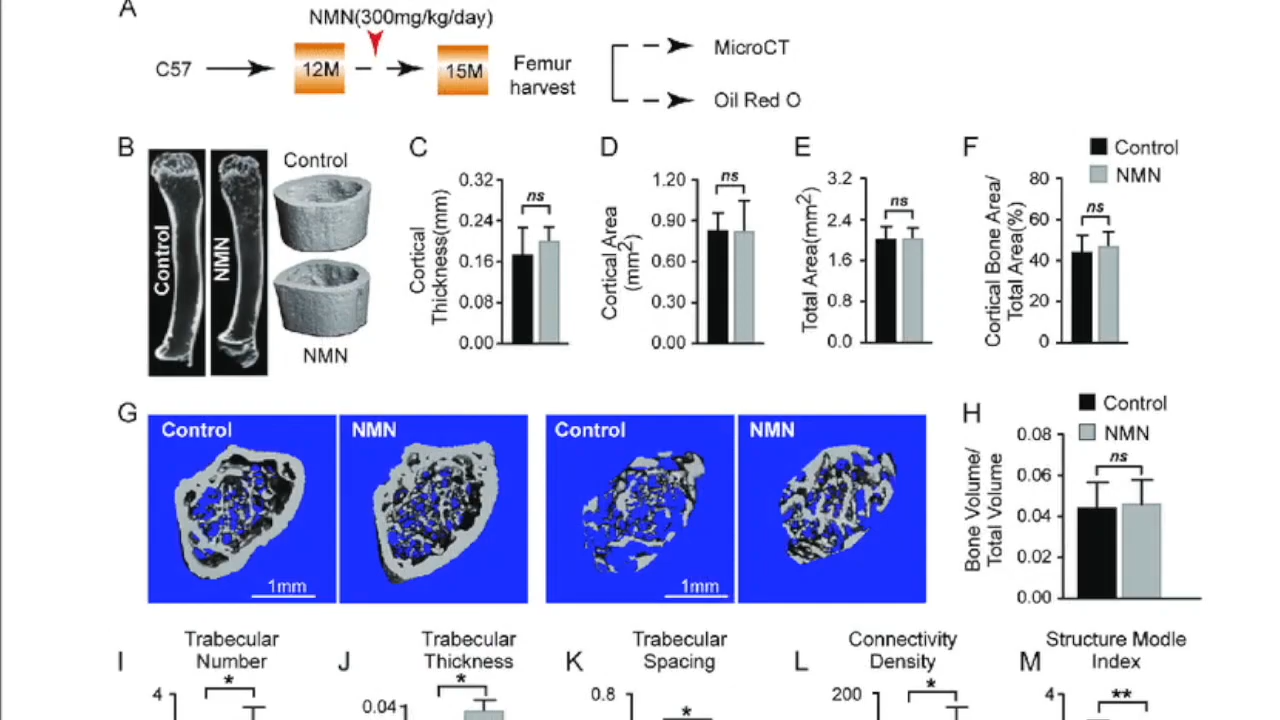 A
NMN(300mg/kg/day)
C57
12M
15M
Femur
harvest
MicroCT
Oil Red O
B
Control
NMN
Control
NMN
C
Cortical
Thickness(mm)
0.32
0.24
0.16
0.08
0.00
ns
D
Cortical Area
(mm2)
1.20
0.90
0.60
0.30
0.00
ns
E
Total Area(mm2)
3.2
2.4
1.6
0.8
0.0
ns
F
Control
NMN
Cortical Bone Area/
Total Area(%)
80
60
40
20
0
ns
G
Control
NMN
Control
NMN
1mm
1mm
H
Control
NMN
Bone Volume/
Total Volume
0.08
0.06
0.04
0.02
0.00
ns
I
Trabecular
Number
4
*
J
Trabecular
Thickness
0.04
*
K
Trabecular
Spacing
0.8
*
L
Connectivity
Density
200
*
M
Structure Modle
Index
4
**